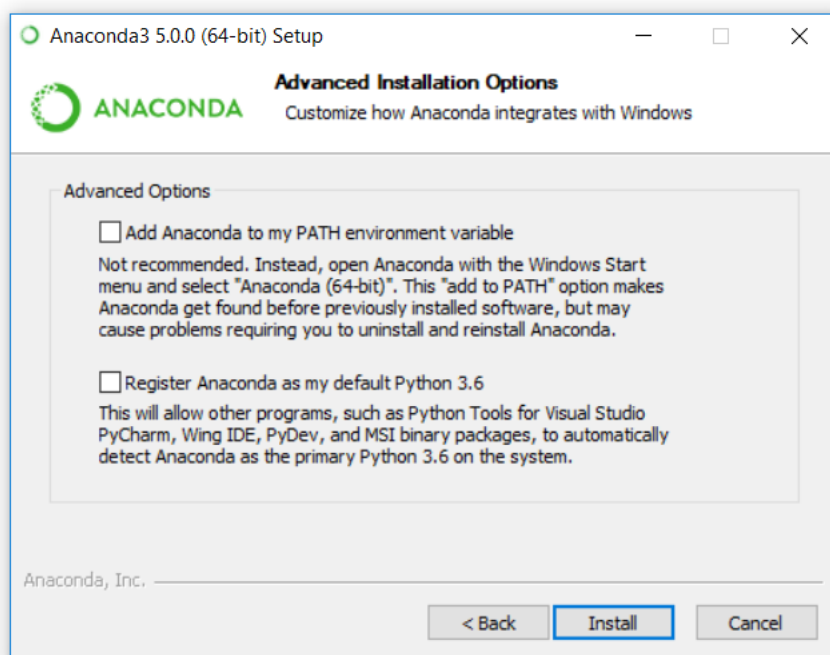 Anaconda3 5.0.0 (64-bit) Setup
Advanced Installation Options
ANACONDA
Customize how Anaconda integrates with Windows
Advanced Options
Add Anaconda to my PATH environment variable
Not recommended. Instead, open Anaconda with the Windows Start
menu and select "Anaconda (64-bit)". This "add to PATH" option makes
Anaconda get found before previously installed software, but may
cause problems requiring you to uninstall and reinstall Anaconda.
Register Anaconda as my default Python 3.6
This will allow other programs, such as Python Tools for Visual Studio
PyCharm, Wing IDE, PyDev, and MSI binary packages, to automatically
detect Anaconda as the primary Python 3.6 on the system.
Anaconda, Inc.
< Back Install Cancel